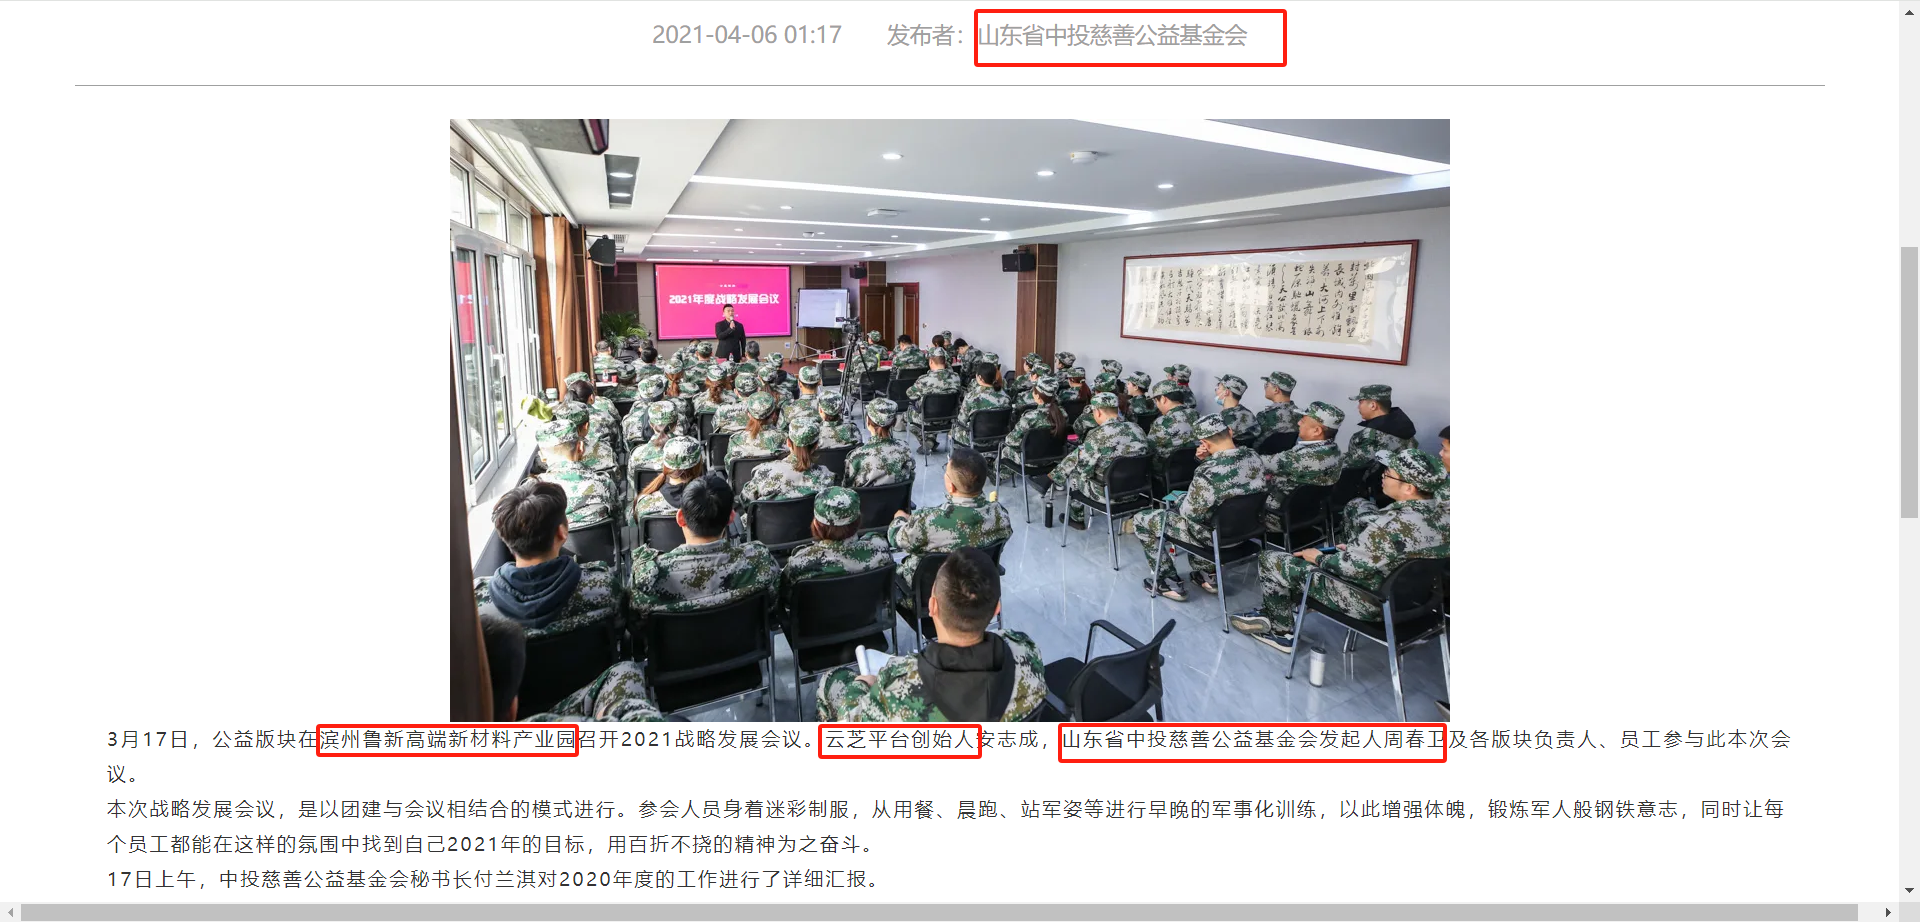 2021-04-06 01:17 发布者：山东省中投慈善公益基金会
2021年度战略发展会议
3月17日，公益版块在滨州鲁新高端新材料产业园召开2021战略发展会议。云芝平台创始人安志成，山东省中投慈善公益基金会发起人周春卫及各版块负责人、员工参与此本次会
议。
本次战略发展会议，是以团建与会议相结合的模式进行。参会人员身着迷彩制服，从用餐、晨跑、站军姿等进行早晚的军事化训练，以此增强体魄，锻炼军人般钢铁意志，同时让每
个员工都能在这样的氛围中找到自己2021年的目标，用百折不挠的精神为之奋斗。
17日上午，中投慈善公益基金会秘书长付兰淇对2020年度的工作进行了详细汇报。